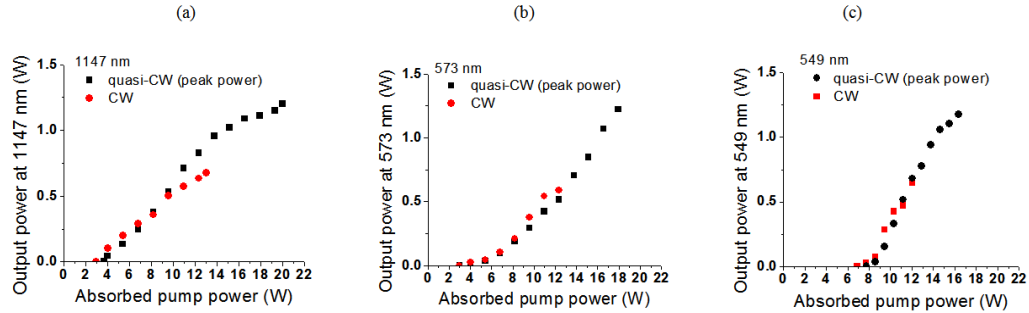 (a)
(b)
(c)
1147 nm
quasi-CW (peak power)
CW
Output power at 1147 nm (W)
1.5
1.0
0.5
0.0
0 2 4 6 8 10 12 14 16 18 20 22
Absorbed pump power (W)
573 nm
quasi-CW (peak power)
CW
Output power at 573 nm (W)
1.5
1.0
0.5
0.0
0 2 4 6 8 10 12 14 16 18 20 22
Absorbed pump power (W)
549 nm
quasi-CW (peak power)
CW
Output power at 549 nm (W)
1.5
1.0
0.5
0.0
0 2 4 6 8 10 12 14 16 18 20 22
Absorbed pump power (W)